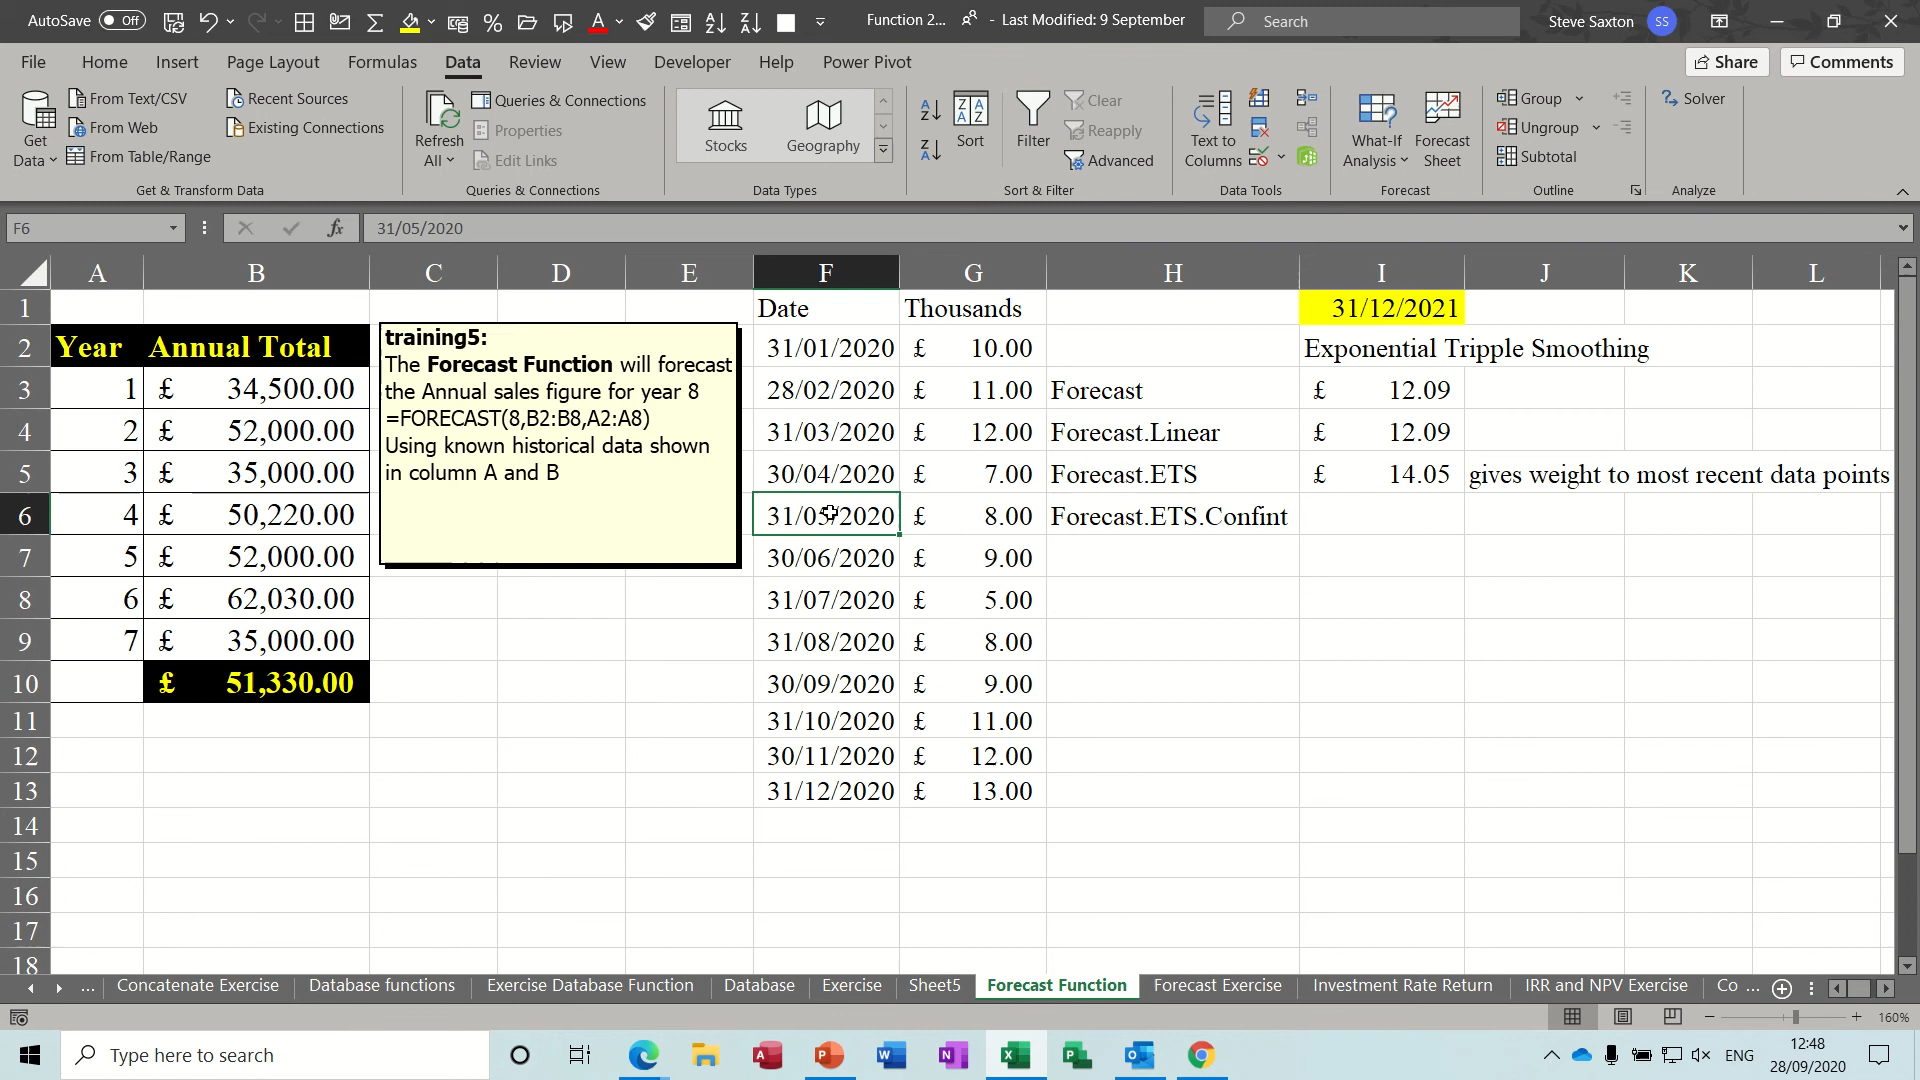 AutoSave Off
Function 2... - Last Modified: 9 September
Search
Steve Saxton SS
File Home Insert Page Layout Formulas Data Review View Developer Help Power Pivot
Share Comments
Get Data
From Text/CSV
From Web
From Table/Range
Recent Sources
Existing Connections
Get & Transform Data
Refresh All
Queries & Connections
Properties
Edit Links
Queries & Connections
Stocks Geography
Data Types
Sort Filter
Clear
Reapply
Advanced
Sort & Filter
Text to Columns
Data Tools
What-If Analysis
Forecast Sheet
Forecast
Group
Ungroup
Subtotal
Outline
Solver
Analyze
F6 fx 31/05/2020
A B C D E F G H I J K L
1 Date Thousands 31/12/2021
2 Year Annual Total 31/01/2020 £ 10.00 Exponential Tripple Smoothing
3 1 £ 34,500.00 28/02/2020 £ 11.00 Forecast £ 12.09
4 2 £ 52,000.00 31/03/2020 £ 12.00 Forecast.Linear £ 12.09
5 3 £ 35,000.00 30/04/2020 £ 7.00 Forecast.ETS £ 14.05 gives weight to most recent data points
6 4 £ 50,220.00 31/05/2020 £ 8.00 Forecast.ETS.Confint
7 5 £ 52,000.00 30/06/2020 £ 9.00
8 6 £ 62,030.00 31/07/2020 £ 5.00
9 7 £ 35,000.00 31/08/2020 £ 8.00
10 £ 51,330.00 30/09/2020 £ 9.00
11 31/10/2020 £ 11.00
12 30/11/2020 £ 12.00
13 31/12/2020 £ 13.00
14
15
16
17
18
training5:
The Forecast Function will forecast
the Annual sales figure for year 8
=FORECAST(8,B2:B8,A2:A8)
Using known historical data shown
in column A and B
... Concatenate Exercise Database functions Exercise Database Function Database Exercise Sheet5 Forecast Function Forecast Exercise Investment Rate Return IRR and NPV Exercise Co ...
160%
Type here to search
ENG
12:48
28/09/2020